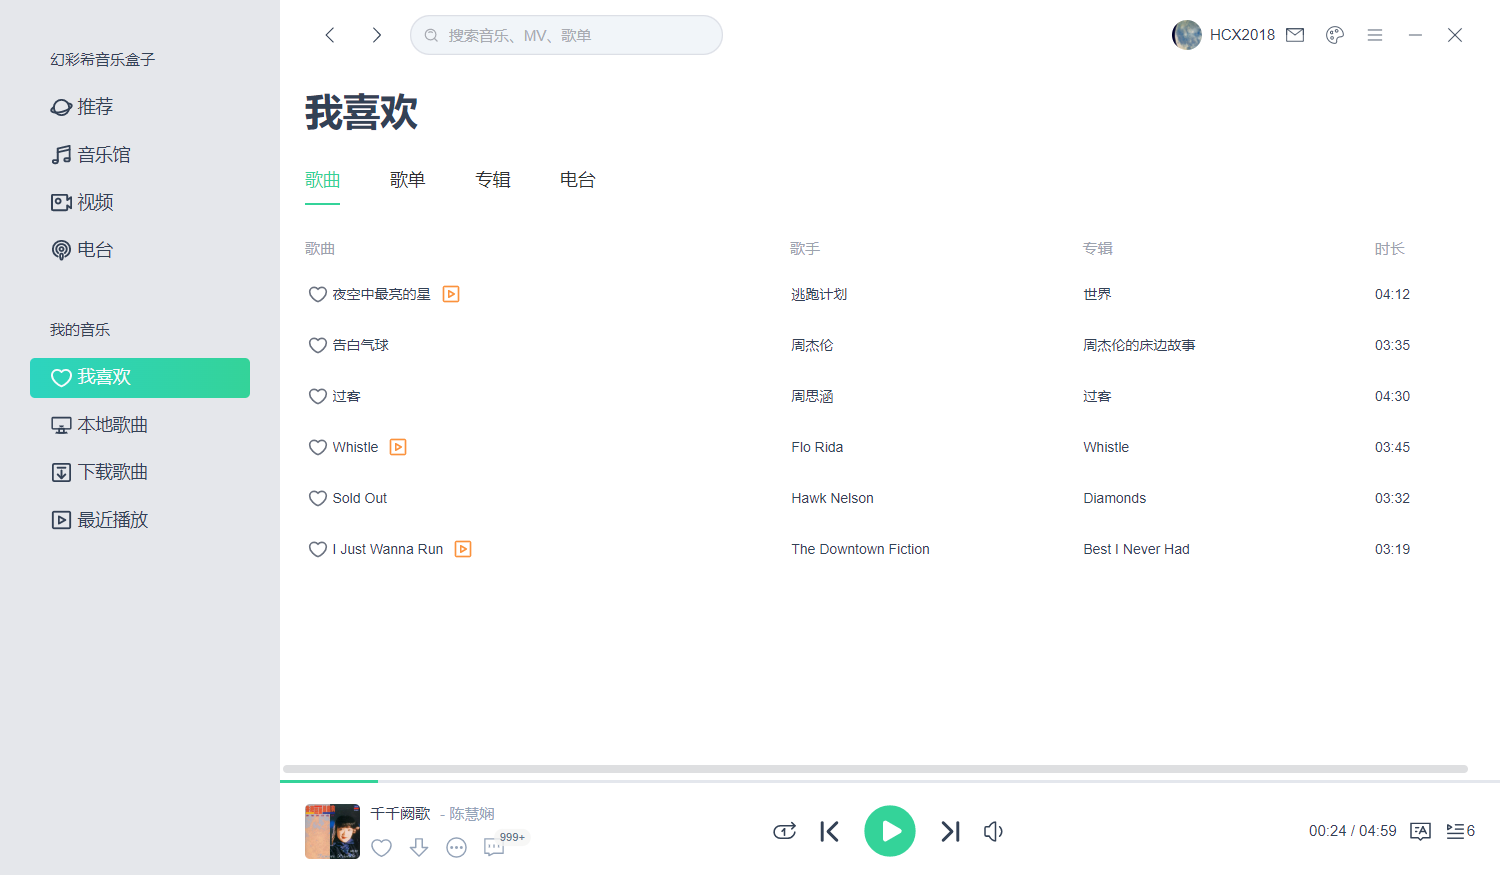 幻彩希音乐盒子
推荐
音乐馆
视频
电台
我的音乐
我喜欢
本地歌曲
下载歌曲
最近播放
搜索音乐、MV、歌单
HCX2018
我喜欢
歌曲 歌单 专辑 电台
歌曲 歌手 专辑 时长
夜空中最亮的星 逃跑计划 世界 04:12
告白气球 周杰伦 周杰伦的床边故事 03:35
过客 周思涵 过客 04:30
Whistle Flo Rida Whistle 03:45
Sold Out Hawk Nelson Diamonds 03:32
I Just Wanna Run The Downtown Fiction Best I Never Had 03:19
千千阙歌 - 陈慧娴
999+
1
00:24 / 04:59
A
6